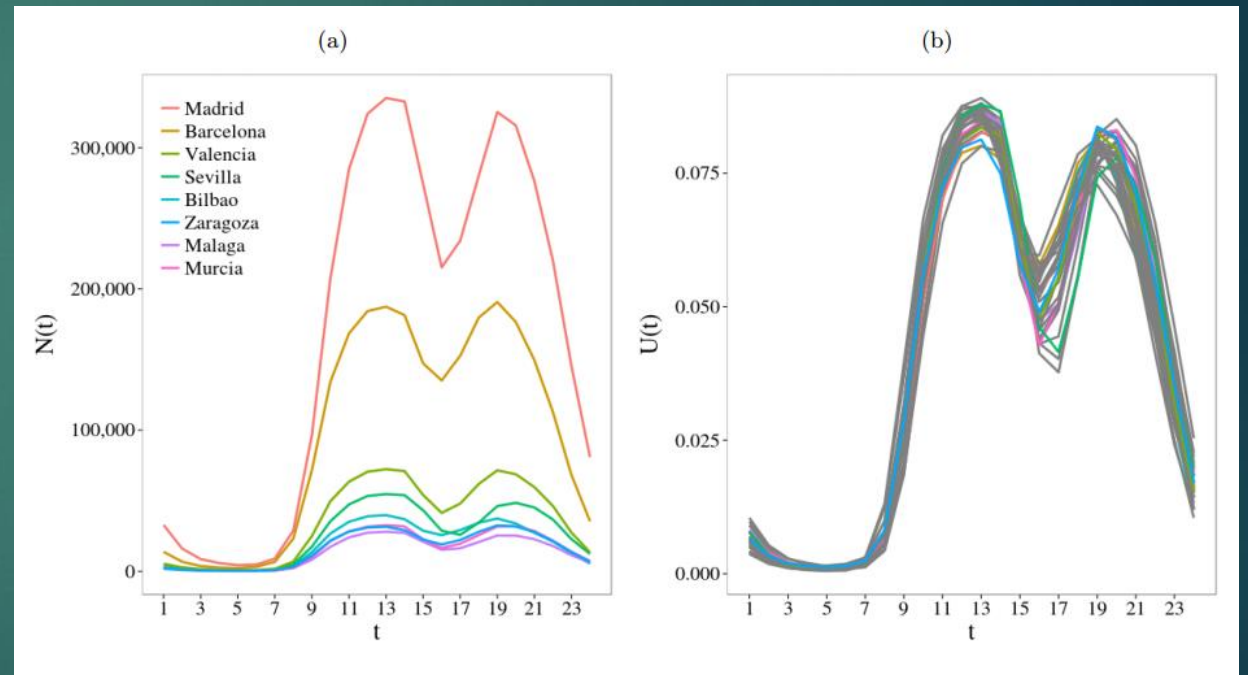 (a)
Madrid
Barcelona
Valencia
Sevilla
Bilbao
Zaragoza
Malaga
Murcia
N(t)
300,000
200,000
100,000
0
1 3 5 7 9 11 13 15 17 19 21 23
t
(b)
U(t)
0.075
0.050
0.025
0.000
1 3 5 7 9 11 13 15 17 19 21 23
t